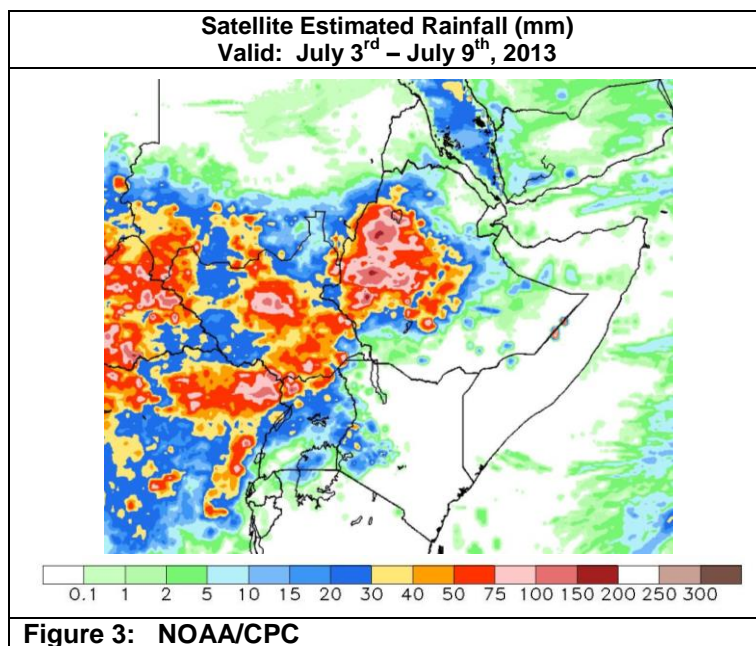 Satellite Estimated Rainfall (mm)
Valid: July 3rd – July 9th, 2013
0.1 1 2 5 10 15 20 30 40 50 75 100 150 200 250 300
Figure 3: NOAA/CPC